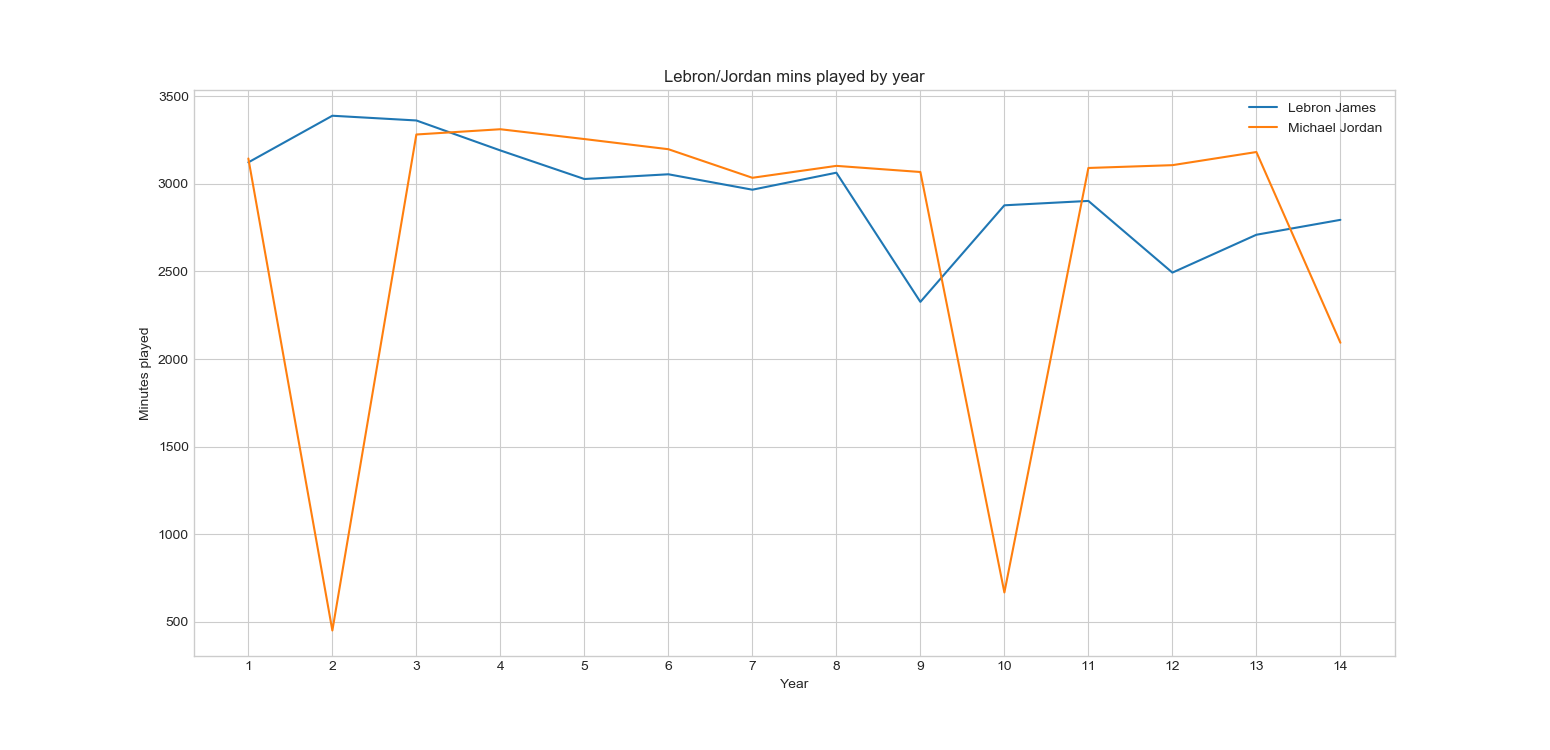 Lebron/Jordan mins played by year
3500
3000
2500
2000
1500
1000
500
Minutes played
Lebron James
Michael Jordan
1 2 3 4 5 6 7 8 9 10 11 12 13 14
Year